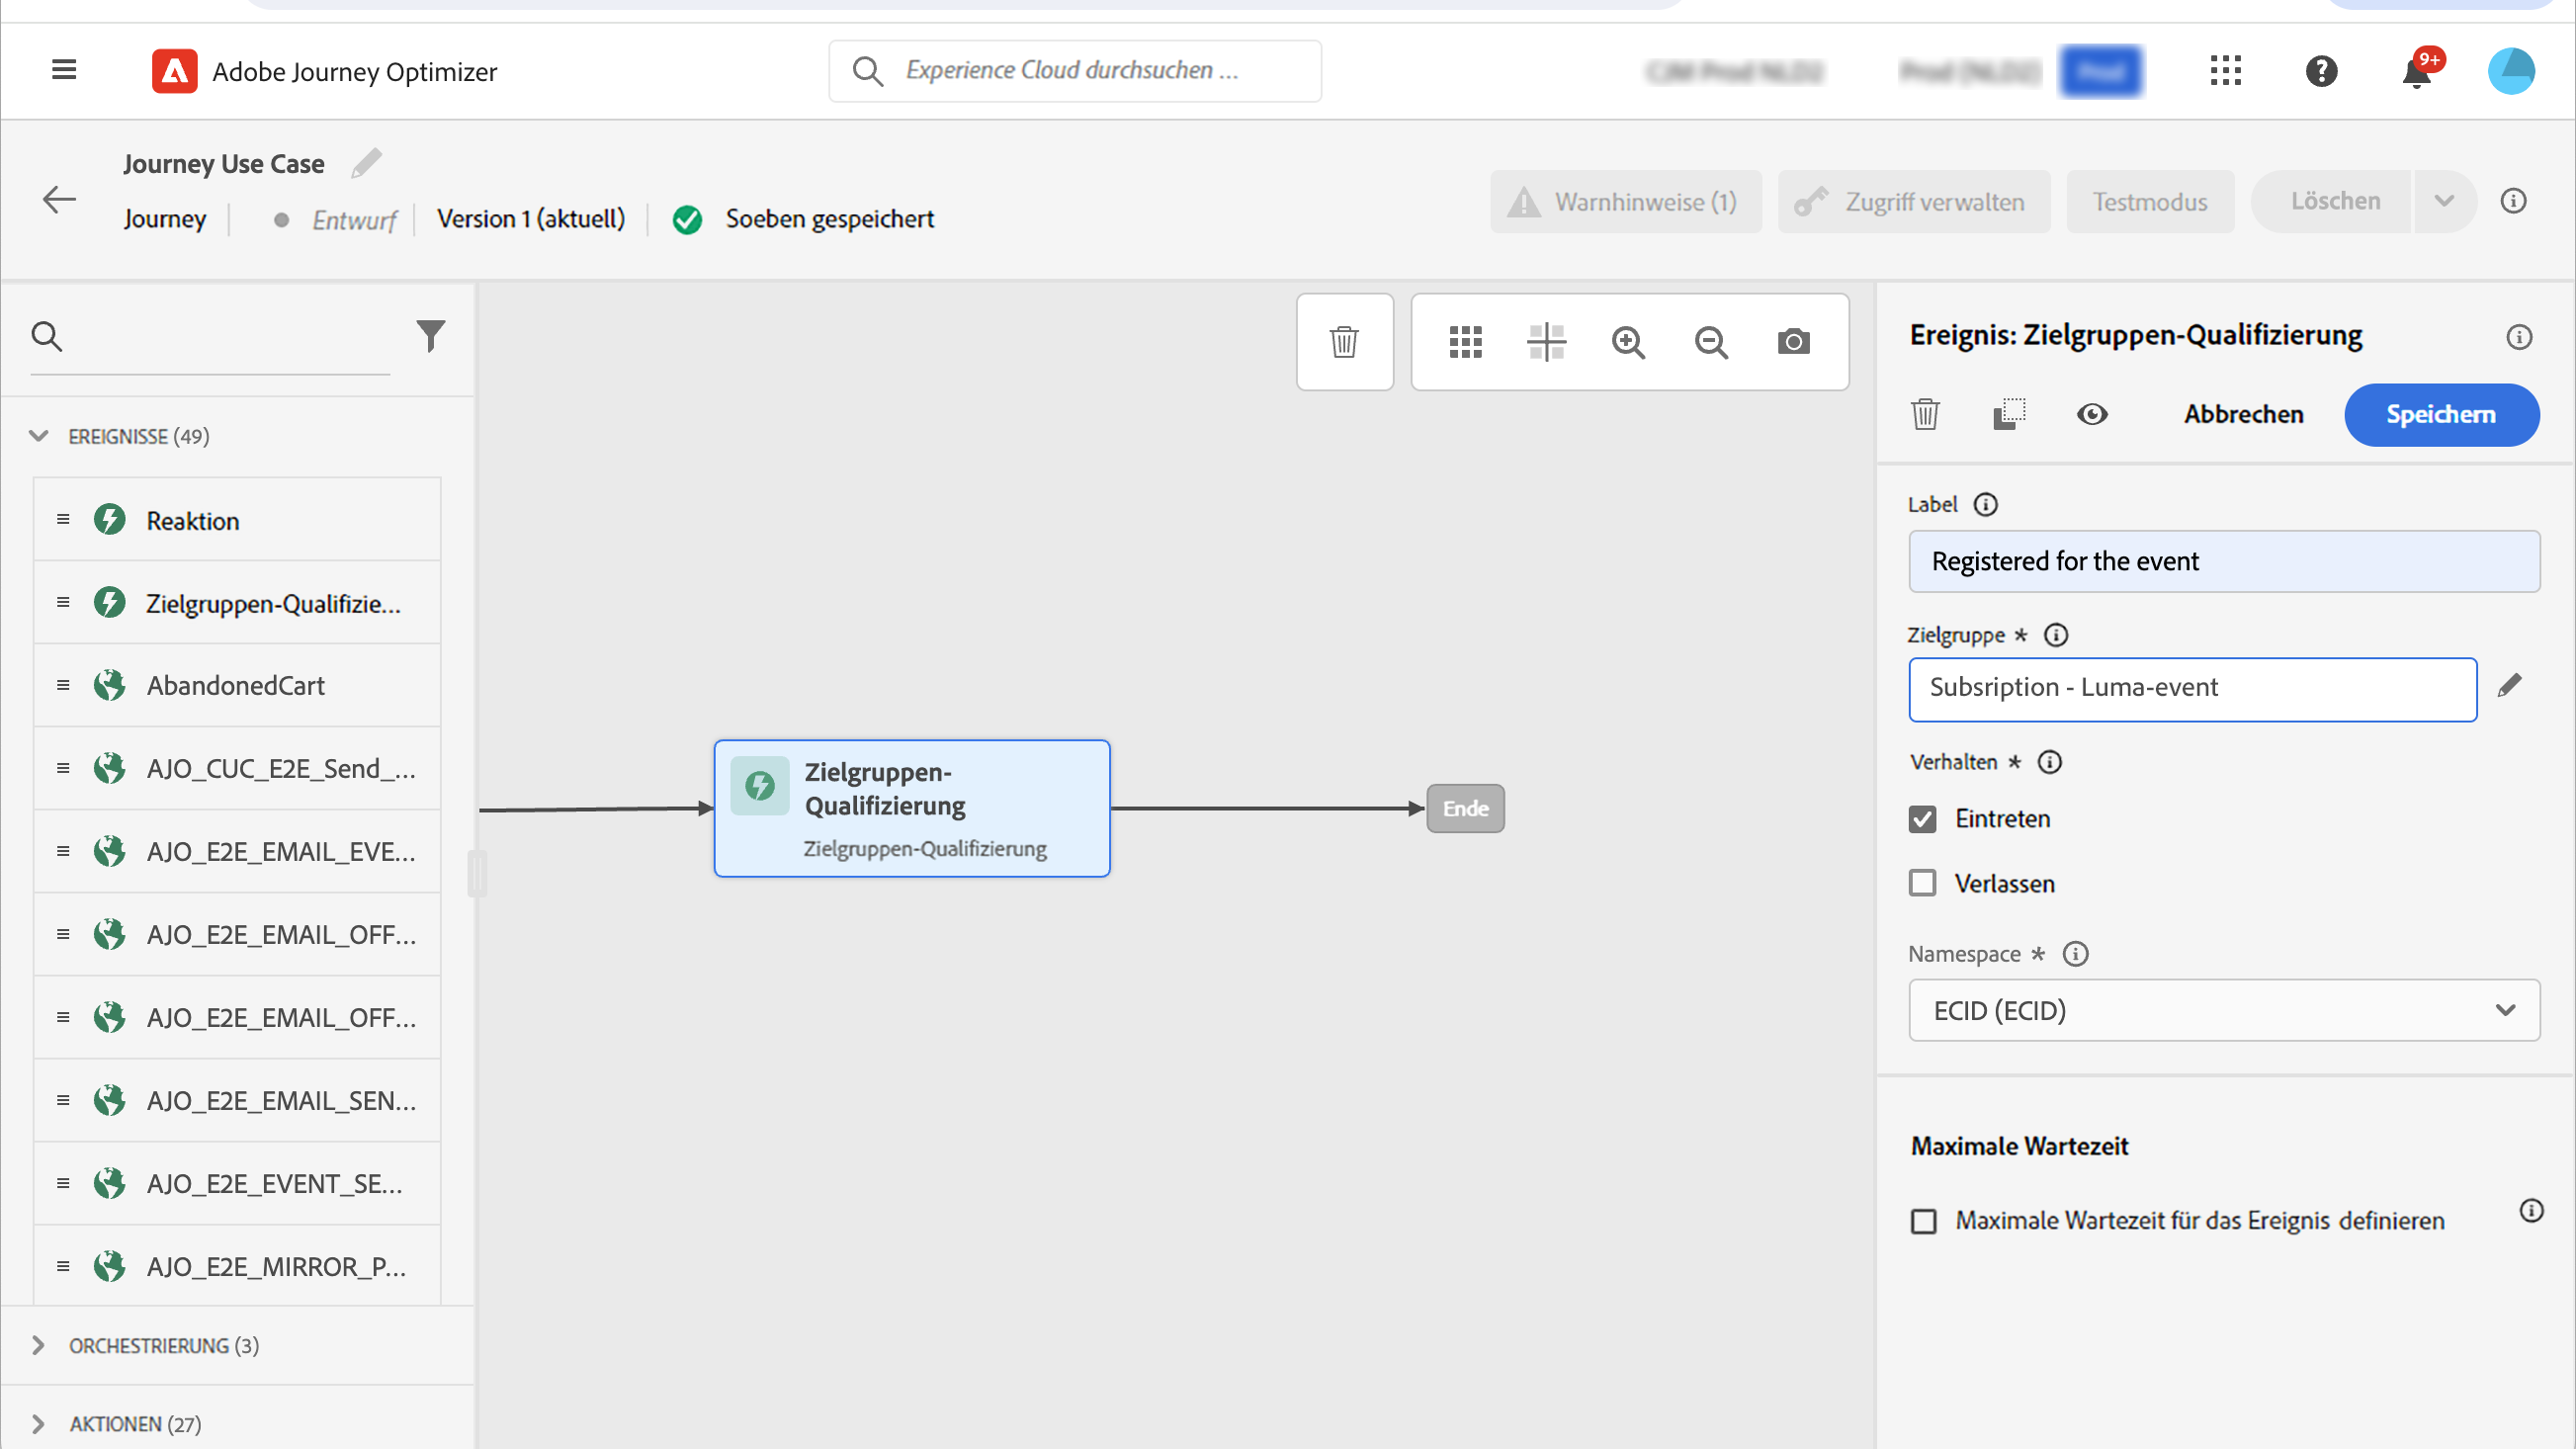 Adobe Journey Optimizer
Experience Cloud durchsuchen ...
9+
Journey Use Case
Journey
Entwurf
Version 1 (aktuell)
Soeben gespeichert
Warnhinweise (1)
Zugriff verwalten
Testmodus
Löschen
EREIGNISSE (49)
Reaktion
Zielgruppen-Qualifizie...
AbandonedCart
AJO_CUC_E2E_Send_...
AJO_E2E_EMAIL_EVE...
AJO_E2E_EMAIL_OFF...
AJO_E2E_EMAIL_OFF...
AJO_E2E_EMAIL_SEN...
AJO_E2E_EVENT_SE...
AJO_E2E_MIRROR_P...
ORCHESTRIERUNG (3)
AKTIONEN (27)
Zielgruppen-
Qualifizierung
Zielgruppen-Qualifizierung
Ende
Ereignis: Zielgruppen-Qualifizierung
Abbrechen
Speichern
Label
Registered for the event
Zielgruppe *
Subsription - Luma-event
Verhalten *
Eintreten
Verlassen
Namespace *
ECID (ECID)
Maximale Wartezeit
Maximale Wartezeit für das Ereignis definieren